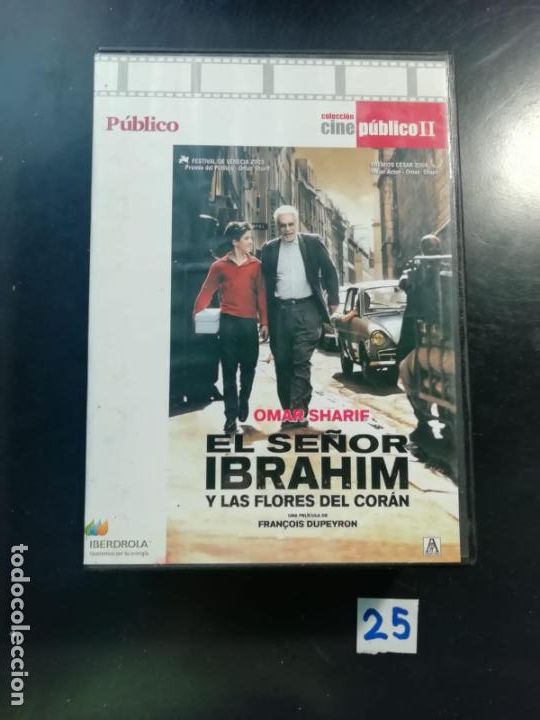 Público
colección
cine público II
FESTIVAL DE VENECIA 2003
Premio del Público - Omar Sharif
PREMIOS CESAR 2004
Mejor Actor - Omar Sharif
OMAR SHARIF
EL SEÑOR
IBRAHIM
Y LAS FLORES DEL CORÁN
UNA PELÍCULA DE
FRANÇOIS DUPEYRON
IBERDROLA
25
todocoleccion.net